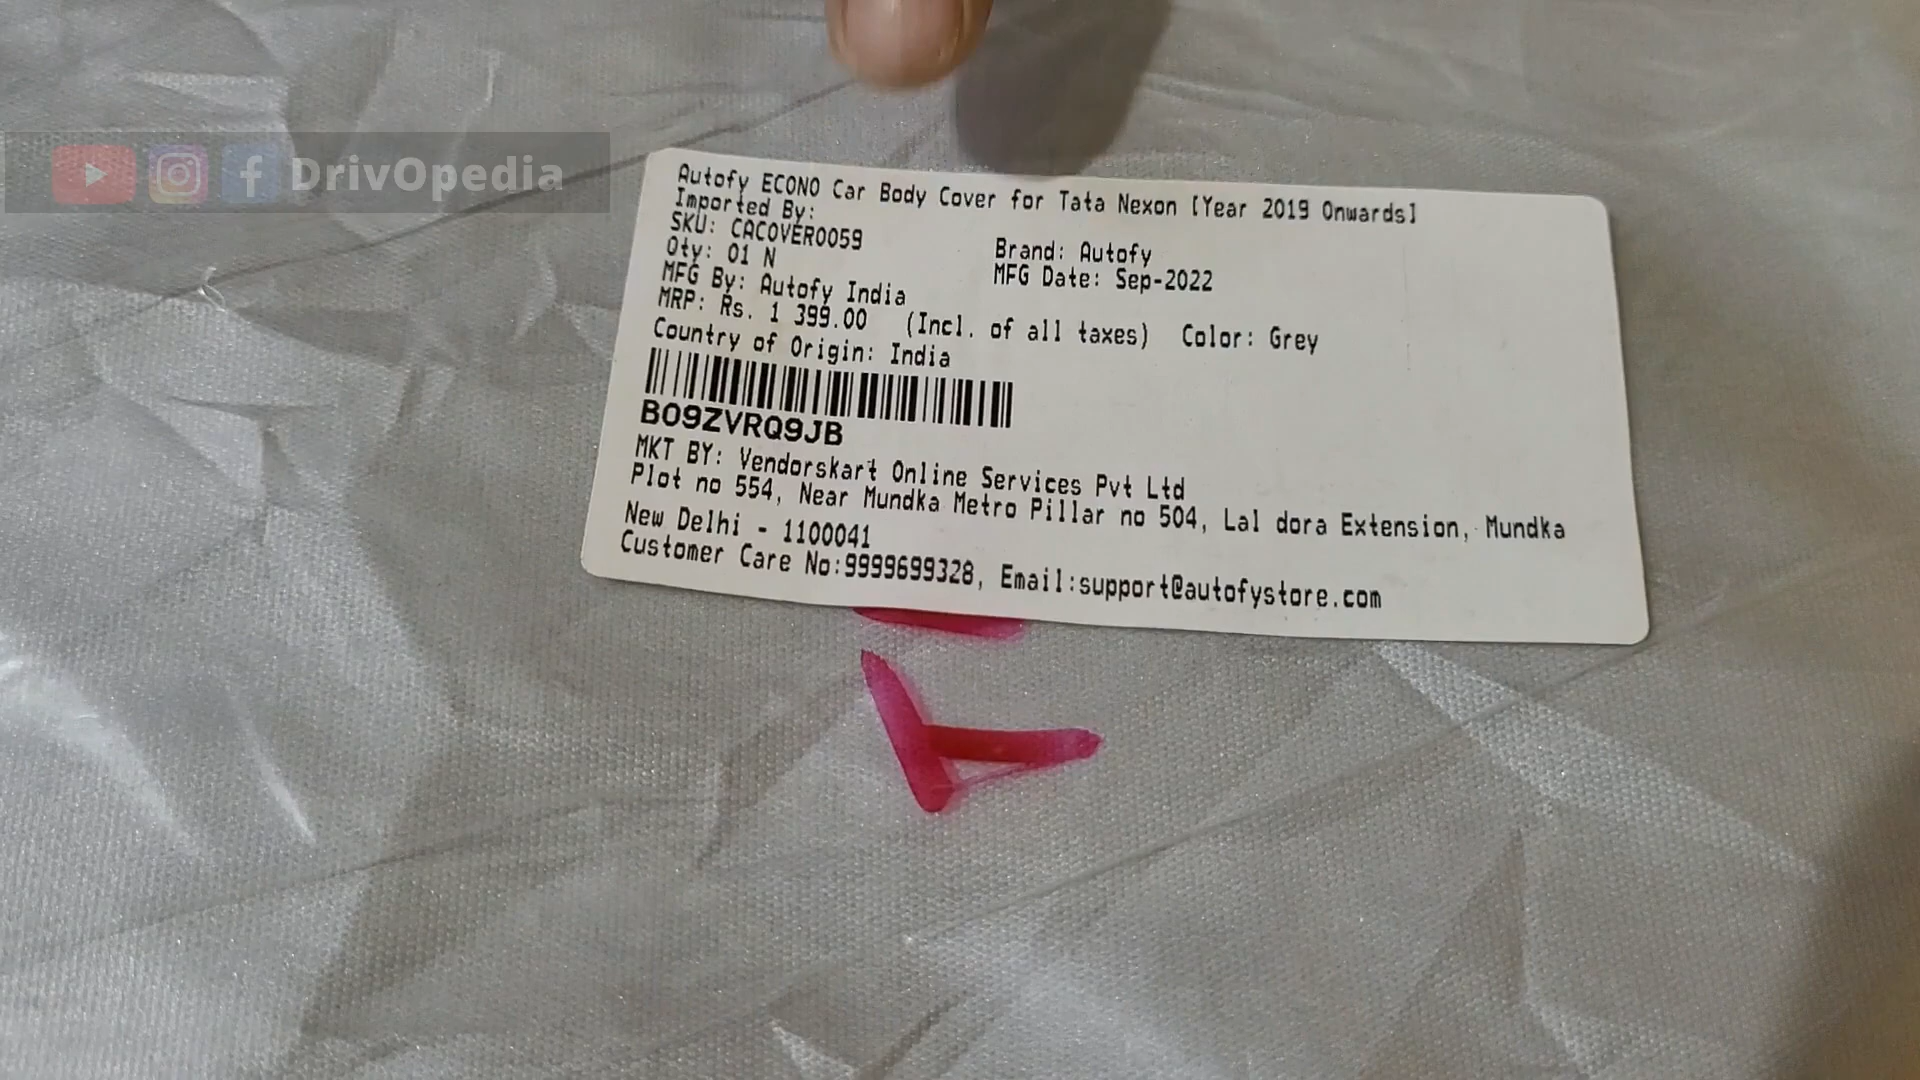 DrivOpedia
Autofy ECONO Car Body Cover for Tata Nexon [Year 2019 Onwards]
Imported By:
SKU: CACOVER0059
Brand: Autofy
Qty: 01 N
MFG Date: Sep-2022
MFG By: Autofy India
MRP: Rs. 1 399.00 (Incl. of all taxes) Color: Grey
Country of Origin: India
B09ZVRQ9JB
MKT BY: Vendorskart Online Services Pvt Ltd
Plot no 554, Near Mundka Metro Pillar no 504, Lal dora Extension, Mundka
New Delhi - 1100041
Customer Care No:9999699328, Email:support@autofystore.com